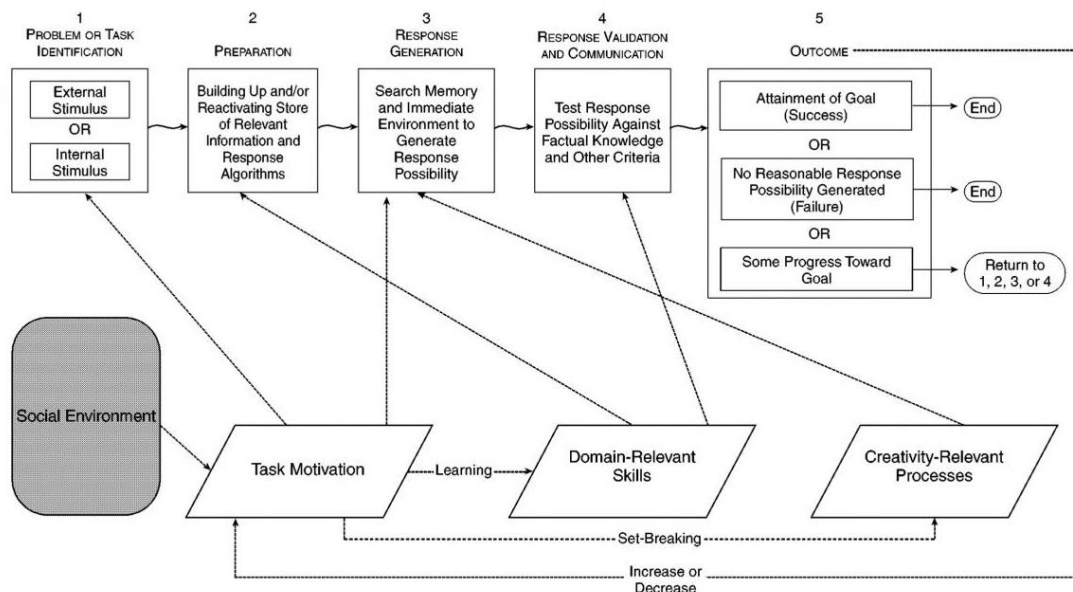 1
PROBLEM OR TASK
IDENTIFICATION
2
PREPARATION
3
RESPONSE
GENERATION
4
RESPONSE VALIDATION
AND COMMUNICATION
5
OUTCOME
External
Stimulus
OR
Internal
Stimulus
Building Up and/or
Reactivating Store
of Relevant
Information and
Response
Algorithms
Search Memory
and Immediate
Environment to
Generate
Response
Possibility
Test Response
Possibility Against
Factual Knowledge
and Other Criteria
Attainment of Goal
(Success)
End
OR
No Reasonable Response
Possibility Generated
(Failure)
End
OR
Some Progress Toward
Goal
Return to
1, 2, 3, or 4
Social Environment
Task Motivation
Learning
Domain-Relevant
Skills
Creativity-Relevant
Processes
Set-Breaking
Increase or
Decrease